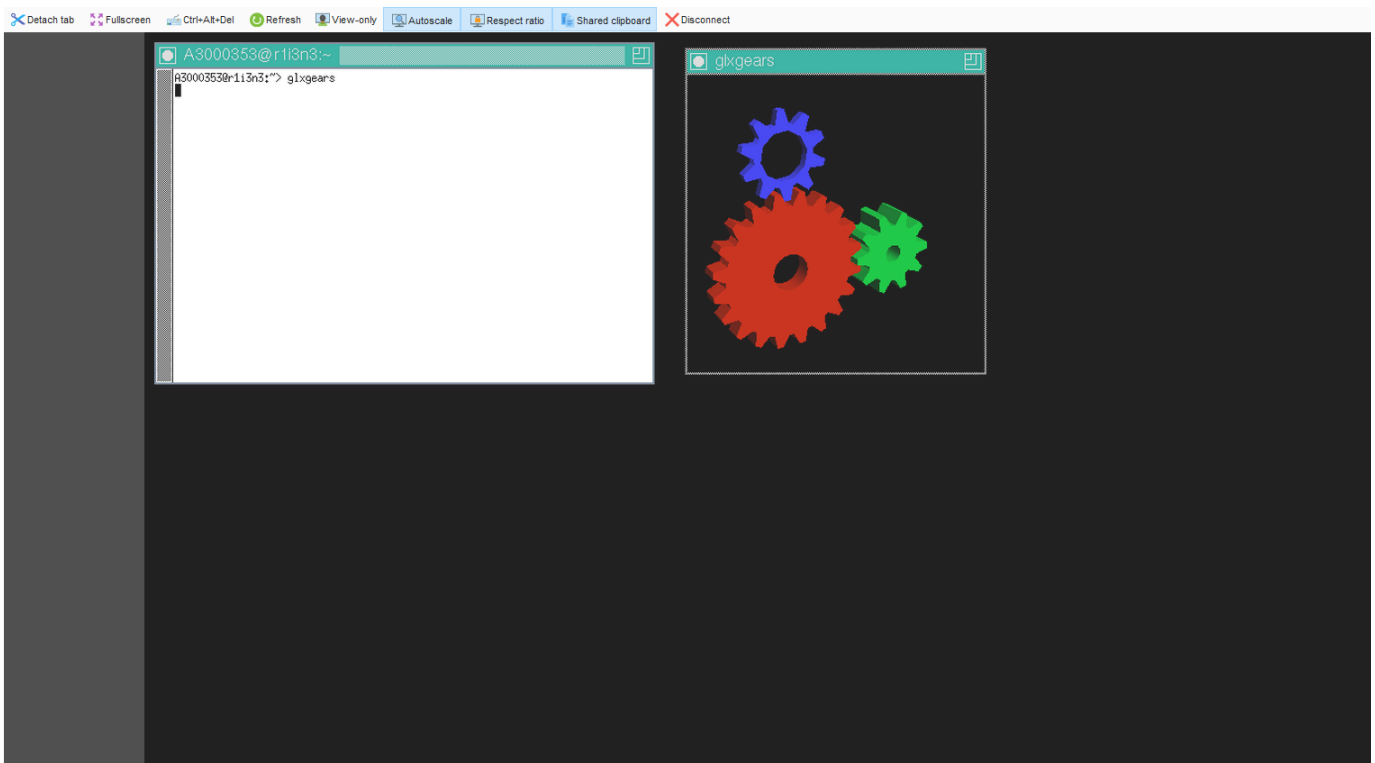 Detach tab Fullscreen Ctrl+Alt+Del Refresh View-only Autoscale Respect ratio Shared clipboard Disconnect
A3000353@r1i3n3:~
A3000353@r1i3n3:~> glxgears
glxgears